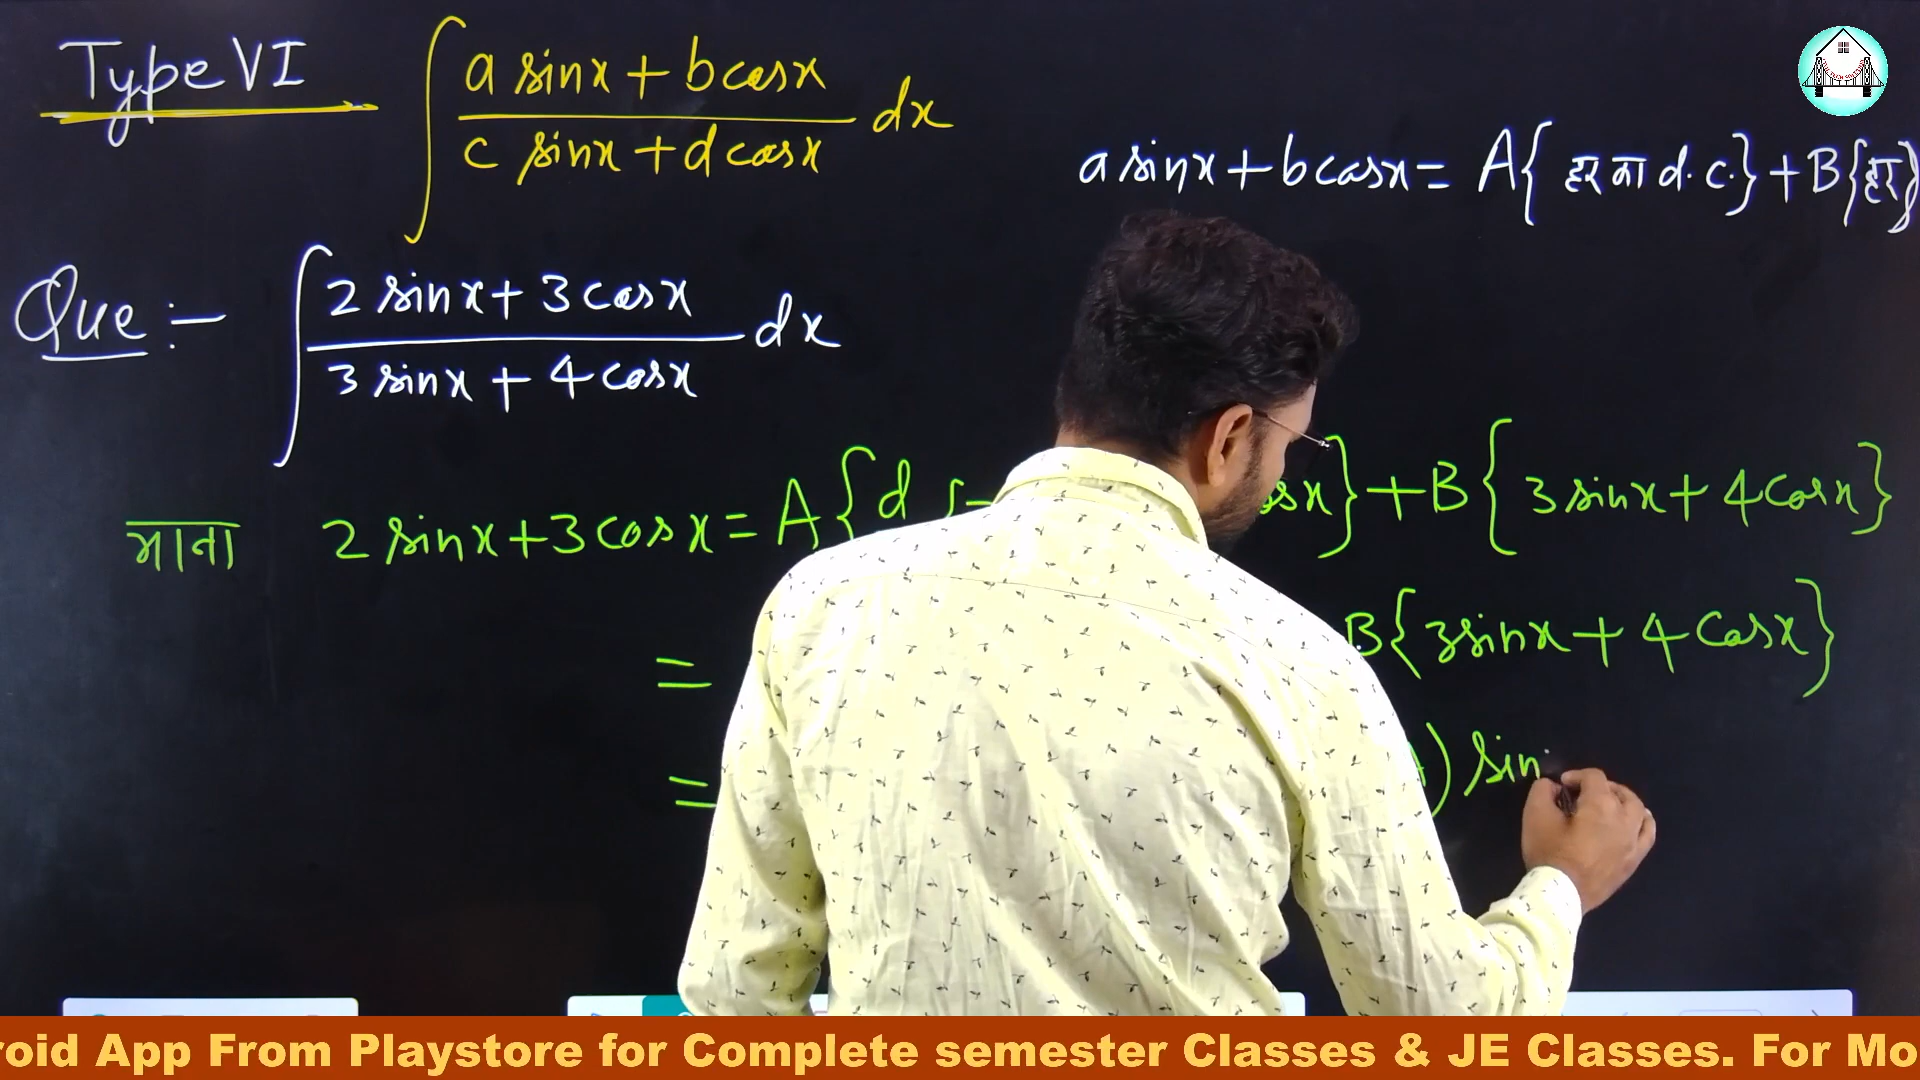 Type VI ∫ (a sinx + b cosx)/(c sinx + d cosx) dx
a sinx + b cosx = A{ हर का d.c.} + B{हर}
Que :- ∫ (2 sinx + 3 cosx)/(3 sinx + 4 cosx) dx
माना 2 sinx + 3 cosx = A{d + B{ 3 sinx + 4 cosx}
= B{3 sinx + 4 cosx}
= ) sin
roid App From Playstore for Complete semester Classes & JE Classes. For Mo